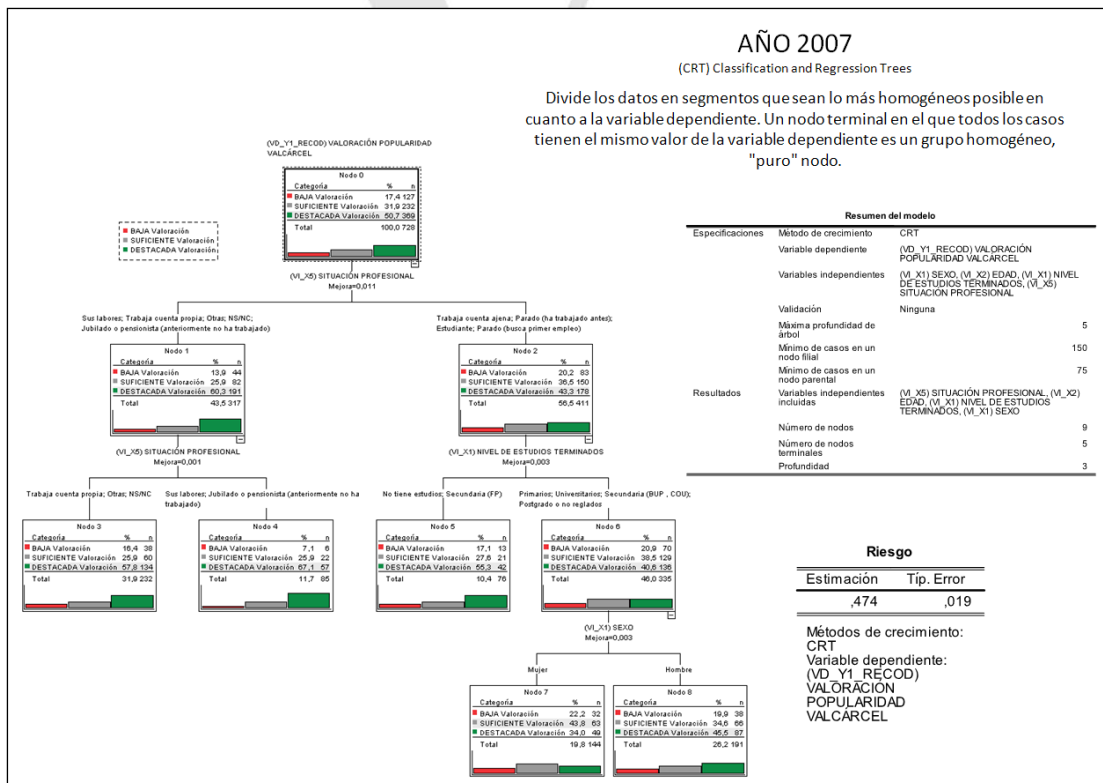 AÑO 2007
(CRT) Classification and Regression Trees
Divide los datos en segmentos que sean lo más homogéneos posible en
cuanto a la variable dependiente. Un nodo terminal en el que todos los casos
tienen el mismo valor de la variable dependiente es un grupo homogéneo,
"puro" nodo.
(VD_Y1_RECOD) VALORACIÓN POPULARIDAD
VALCÁRCEL
Nodo 0
Categoría % n
BAJA Valoración 17,4 127
SUFICIENTE Valoración 31,9 232
DESTACADA Valoración 50,7 369
Total 100,0 728
BAJA Valoración
SUFICIENTE Valoración
DESTACADA Valoración
(VI_X5) SITUACIÓN PROFESIONAL
Mejora=0,011
Sus labores; Trabaja cuenta propia; Otras; NS/NC;
Jubilado o pensionista (anteriormente no ha trabajado)
Trabaja cuenta ajena; Parado (ha trabajado antes);
Estudiante; Parado (busca primer empleo)
Nodo 1
Categoría % n
BAJA Valoración 13,9 44
SUFICIENTE Valoración 25,9 82
DESTACADA Valoración 60,3 191
Total 43,5 317
Nodo 2
Categoría % n
BAJA Valoración 20,2 83
SUFICIENTE Valoración 36,5 150
DESTACADA Valoración 43,3 178
Total 56,5 411
(VI_X5) SITUACIÓN PROFESIONAL
Mejora=0,001
(VI_X1) NIVEL DE ESTUDIOS TERMINADOS
Mejora=0,003
Trabaja cuenta propia; Otras; NS/NC
Sus labores; Jubilado o pensionista (anteriormente no ha
trabajado)
No tiene estudios; Secundaria (FP)
Primarios; Universitarios; Secundaria (BUP , COU);
Postgrado o no reglados
Nodo 3
Categoría % n
BAJA Valoración 16,4 38
SUFICIENTE Valoración 25,9 60
DESTACADA Valoración 57,8 134
Total 31,9 232
Nodo 4
Categoría % n
BAJA Valoración 7,1 6
SUFICIENTE Valoración 25,9 22
DESTACADA Valoración 67,1 57
Total 11,7 85
Nodo 5
Categoría % n
BAJA Valoración 17,1 13
SUFICIENTE Valoración 27,6 21
DESTACADA Valoración 55,3 42
Total 10,4 76
Nodo 6
Categoría % n
BAJA Valoración 20,9 70
SUFICIENTE Valoración 38,5 129
DESTACADA Valoración 40,6 136
Total 46,0 335
(VI_X1) SEXO
Mejora=0,003
Mujer
Hombre
Nodo 7
Categoría % n
BAJA Valoración 22,2 32
SUFICIENTE Valoración 43,8 63
DESTACADA Valoración 34,0 49
Total 19,8 144
Nodo 8
Categoría % n
BAJA Valoración 19,9 38
SUFICIENTE Valoración 34,6 66
DESTACADA Valoración 45,5 87
Total 26,2 191
Resumen del modelo
Especificaciones Método de crecimiento CRT
Variable dependiente (VD_Y1_RECOD) VALORACIÓN
POPULARIDAD VALCARCEL
Variables independientes (VI_X1) SEXO, (VI_X2) EDAD, (VI_X1) NIVEL
DE ESTUDIOS TERMINADOS, (VI_X5)
SITUACIÓN PROFESIONAL
Validación Ninguna
Máxima profundidad de 5
árbol
Mínimo de casos en un 150
nodo filial
Mínimo de casos en un 75
nodo parental
Resultados Variables independientes (VI_X5) SITUACIÓN PROFESIONAL, (VI_X2)
incluidas EDAD, (VI_X1) NIVEL DE ESTUDIOS
TERMINADOS, (VI_X1) SEXO
Número de nodos 9
Número de nodos 5
terminales
Profundidad 3
Riesgo
Estimación Típ. Error
,474 ,019
Métodos de crecimiento:
CRT
Variable dependiente:
(VD_Y1_RECOD)
VALORACIÓN
POPULARIDAD
VALCÁRCEL